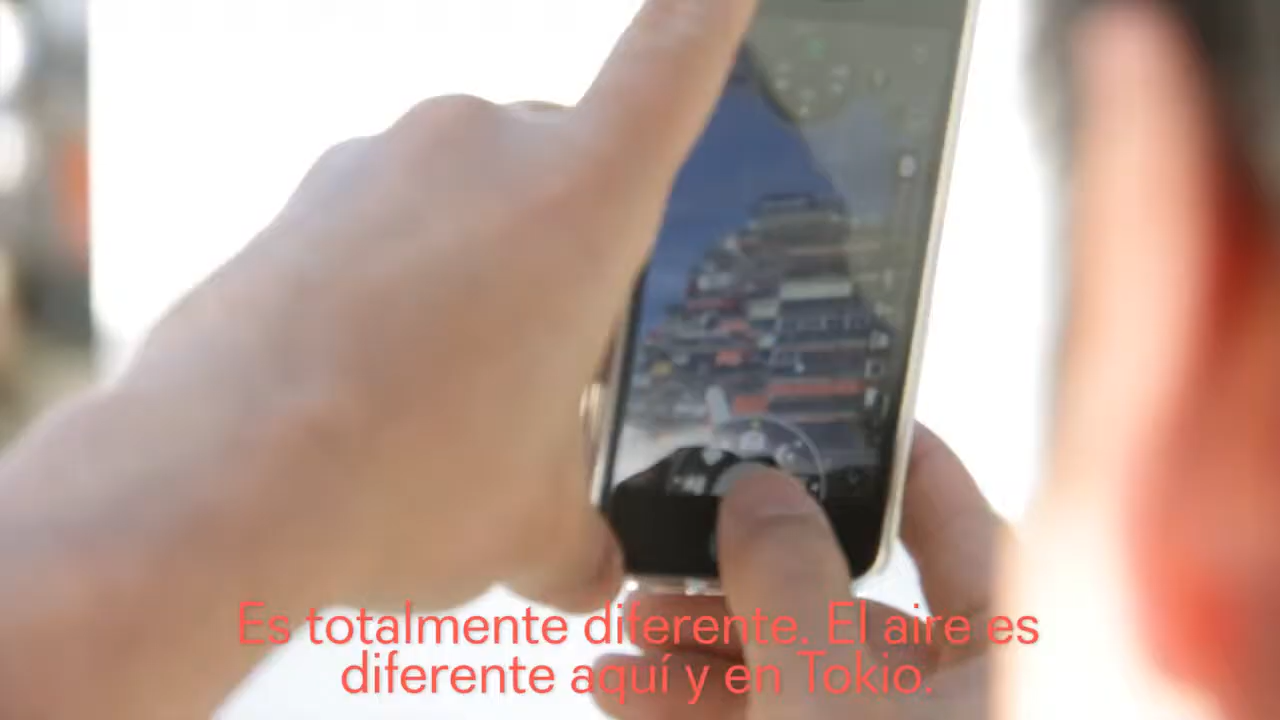 Es totalmente diferente. El aire es
diferente aquí y en Tokio.